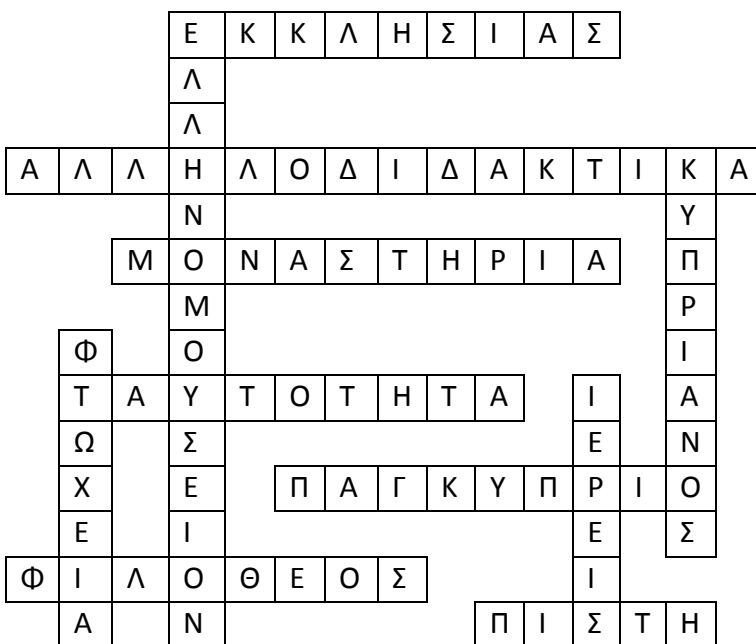 ΕΚΚΛΗΣΙΑΣ
ΕΛΛΗΝΟΜΟΥΣΕΙΟΝ
ΑΛΛΗΛΟΔΙΔΑΚΤΙΚΑ
ΚΥΠΡΙΑΝΟΣ
ΜΟΝΑΣΤΗΡΙΑ
ΦΤΩΧΕΙΑ
ΤΑΥΤΟΤΗΤΑ
ΙΕΡΕΙΣ
ΠΑΓΚΥΠΡΙΟ
ΦΙΛΟΘΕΟΣ
ΠΙΣΤΗ